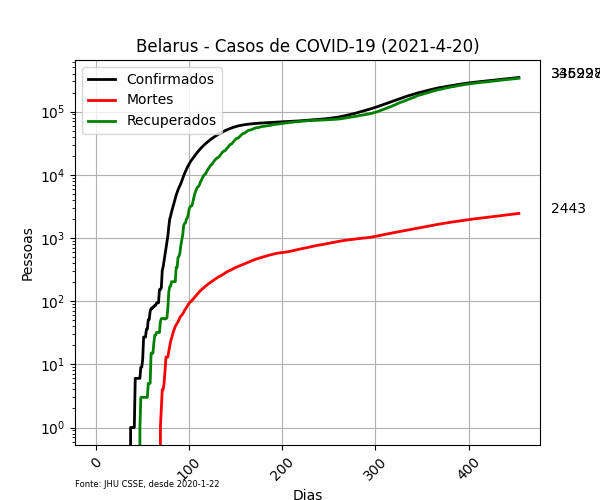 Belarus - Casos de COVID-19 (2021-4-20)
Confirmados
Mortes
Recuperados
2443
Pessoas
10⁵
10⁴
10³
10²
10¹
10⁰
0
100
200
300
400
Dias
Fonte: JHU CSSE, desde 2020-1-22